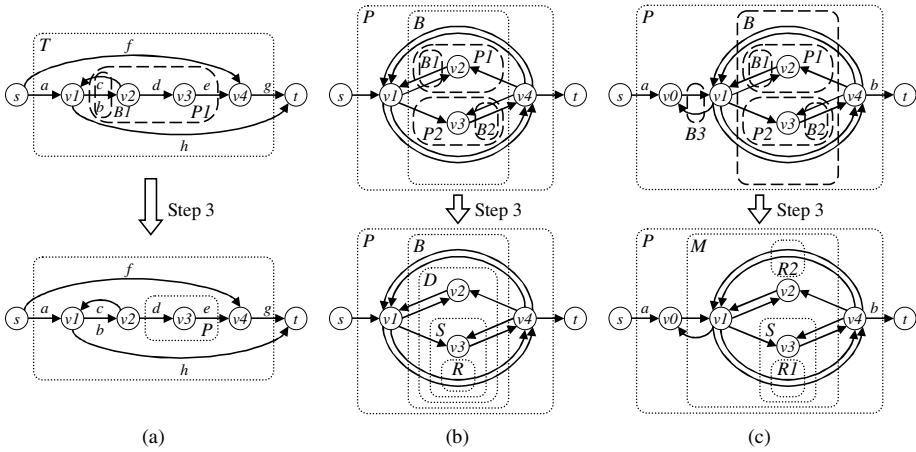 T
f
s a v1 c v2 d v3 e v4 g t
b B1 P1
h
Step 3
f
s a v1 c v2 d v3 e v4 g t
b P
h
(a)
P B
B1 P1
v2
s v1 v4 t
v3
P2 B2
Step 3
P B
D
v2
s v1 v4 t
S
v3
R
(b)
P B
B1 P1
v2
s a v0 v1 v4 b t
v3
B3 P2 B2
Step 3
P M
R2
v2
s a v0 v1 v4 b t
S
v3
R1
(c)